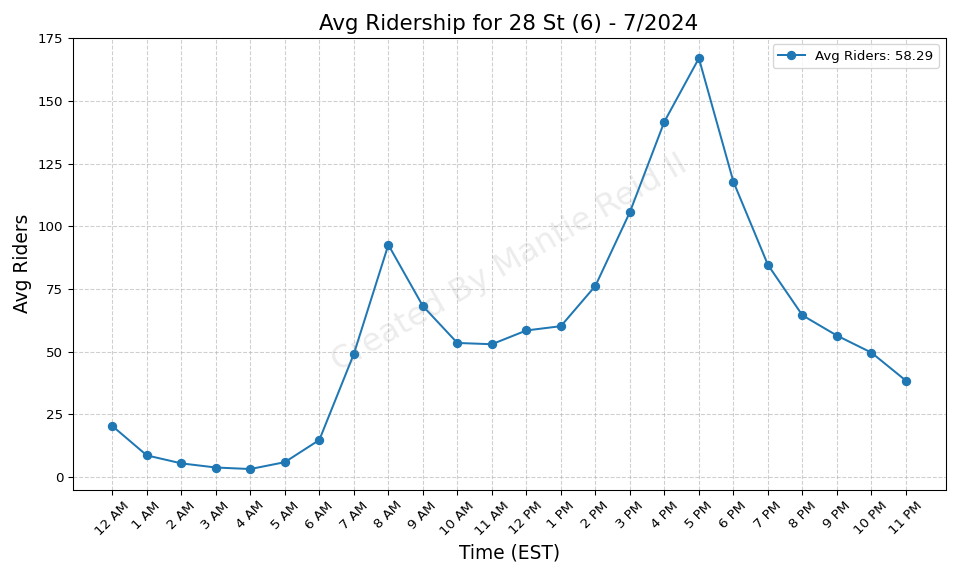 Avg Ridership for 28 St (6) - 7/2024
Avg Riders: 58.29
175
150
125
100
75
50
25
0
Avg Riders
Created By Mantie Reid II
12 AM 1 AM 2 AM 3 AM 4 AM 5 AM 6 AM 7 AM 8 AM 9 AM 10 AM 11 AM 12 PM 1 PM 2 PM 3 PM 4 PM 5 PM 6 PM 7 PM 8 PM 9 PM 10 PM 11 PM
Time (EST)